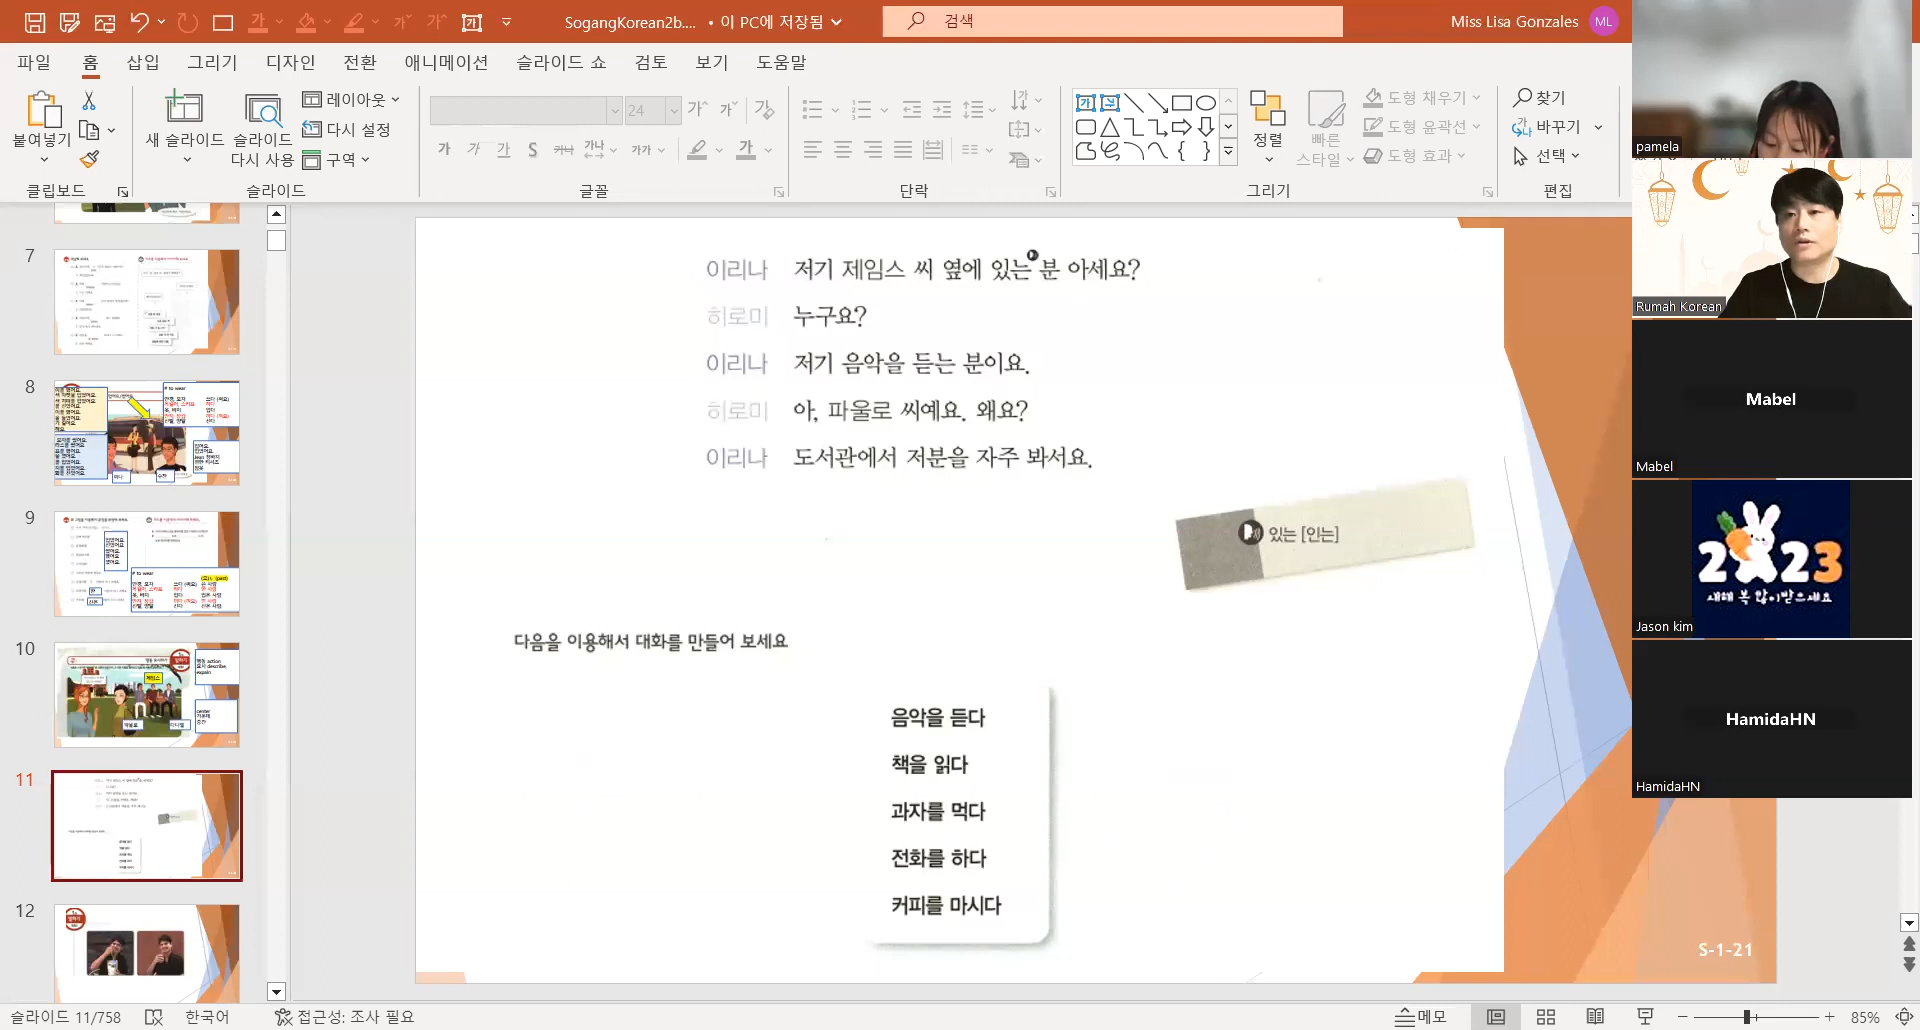 SogangKorean2b.... • 이 PC에 저장됨
검색
Miss Lisa Gonzales
ML
파일 홈 삽입 그리기 디자인 전환 애니메이션 슬라이드 쇼 검토 보기 도움말
붙여넣기
클립보드
새 슬라이드
슬라이드 다시 사용
레이아웃
다시 설정
구역
슬라이드
24
글꼴
단락
정렬
빠른 스타일
도형 채우기
도형 윤곽선
도형 효과
그리기
찾기
바꾸기
선택
편집
7
8
9
10
11
12
이리나 저기 제임스 씨 옆에 있는 분 아세요?
히로미 누구요?
이리나 저기 음악을 듣는 분이요.
히로미 아, 파울로 씨예요. 왜요?
이리나 도서관에서 저분을 자주 봐서요.
있는 [인는]
다음을 이용해서 대화를 만들어 보세요
음악을 듣다
책을 읽다
과자를 먹다
전화를 하다
커피를 마시다
S-1-21
pamela
Rumah Korean
Mabel
Mabel
2023
새해 복 많이 받으세요
Jason kim
HamidaHN
HamidaHN
슬라이드 11/758
한국어
접근성: 조사 필요
메모
85%